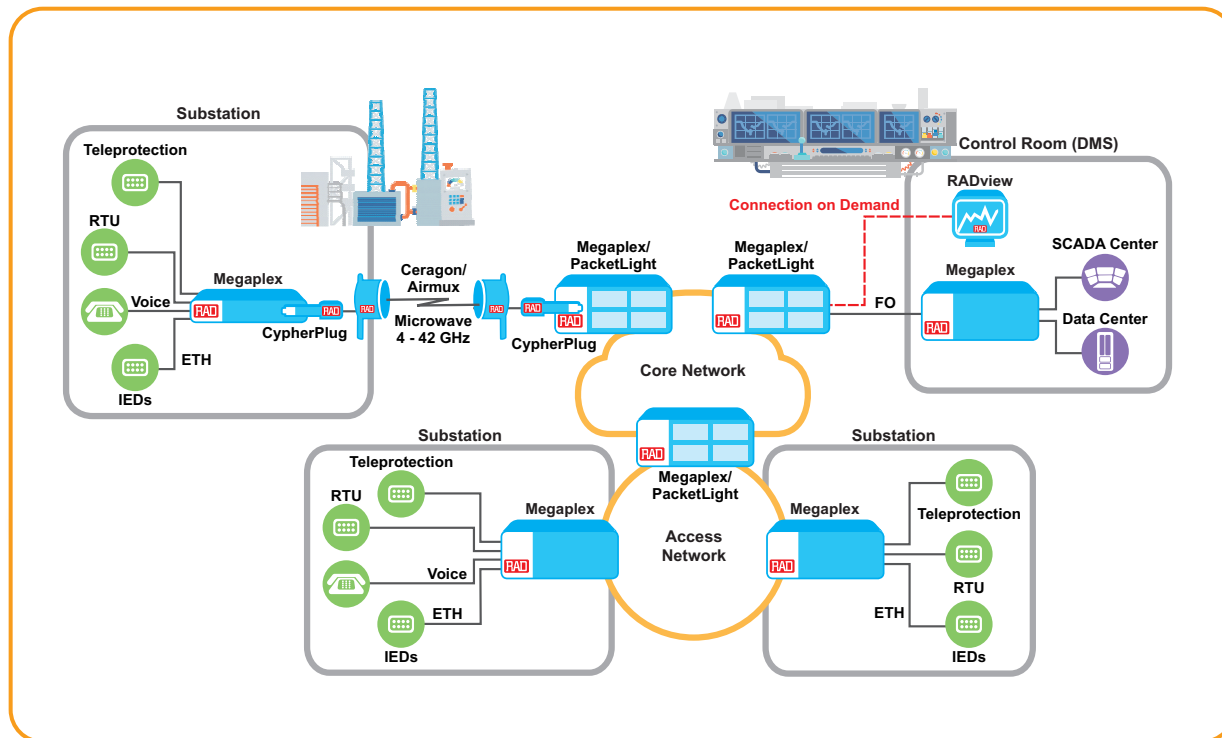 Substation
Teleprotection
RTU
Megaplex
Voice
RAD
RAD
CypherPlug
ETH
IEDs
RAD
Ceragon/
Airmux
Microwave
4 - 42 GHz
RAD
RAD
CypherPlug
Megaplex/
PacketLight
RAD
Megaplex/
PacketLight
RAD
Control Room (DMS)
RADview
RAD
Connection on Demand
FO
Megaplex
RAD
SCADA Center
Data Center
Core Network
RAD
Megaplex/
PacketLight
Substation
Teleprotection
RTU
Megaplex
RAD
Voice
ETH
IEDs
Access
Network
Substation
Megaplex
RAD
Teleprotection
RTU
ETH
IEDs